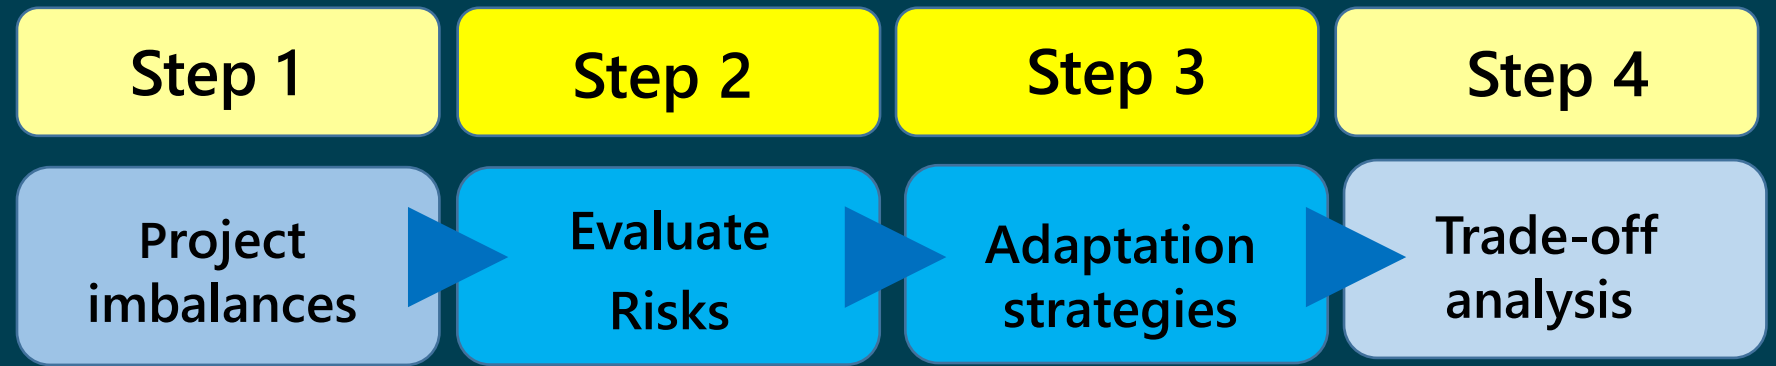 Step 1
Step 2
Step 3
Step 4
Project
imbalances
Evaluate
Risks
Adaptation
strategies
Trade-off
analysis